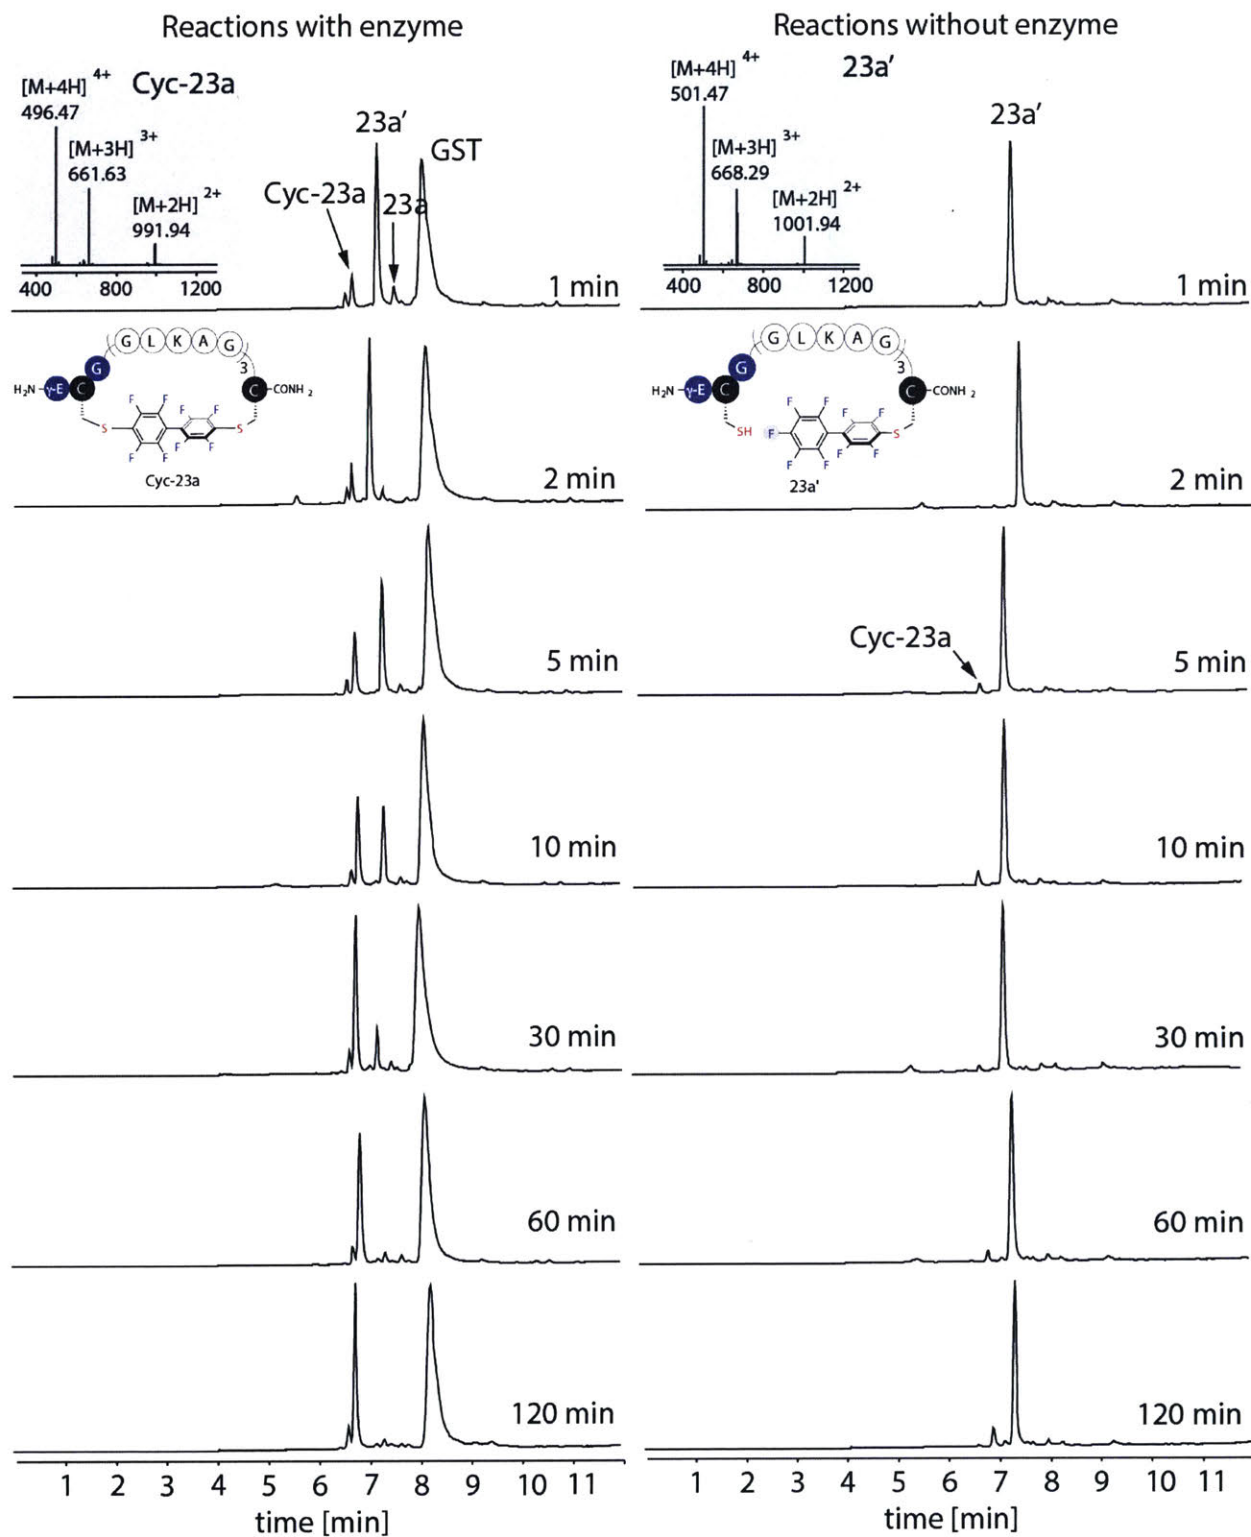 Reactions with enzyme
Reactions without enzyme
[M+4H] 4+
496.47
Cyc-23a
[M+3H] 3+
661.63
[M+2H] 2+
991.94
400 800 1200
Cyc-23a
23a'
23a
GST
1 min
[M+4H] 4+
501.47
23a'
[M+3H] 3+
668.29
[M+2H] 2+
1001.94
400 800 1200
23a'
1 min
H2N γ-E C G ( G L K A G )3 C CONH2
S F F F F F F F F S
Cyc-23a
2 min
H2N γ-E C G ( G L K A G )3 C CONH2
SH F F F F F F F F F S
23a'
2 min
5 min
Cyc-23a
5 min
10 min
10 min
30 min
30 min
60 min
60 min
120 min
120 min
1 2 3 4 5 6 7 8 9 10 11
time [min]
1 2 3 4 5 6 7 8 9 10 11
time [min]